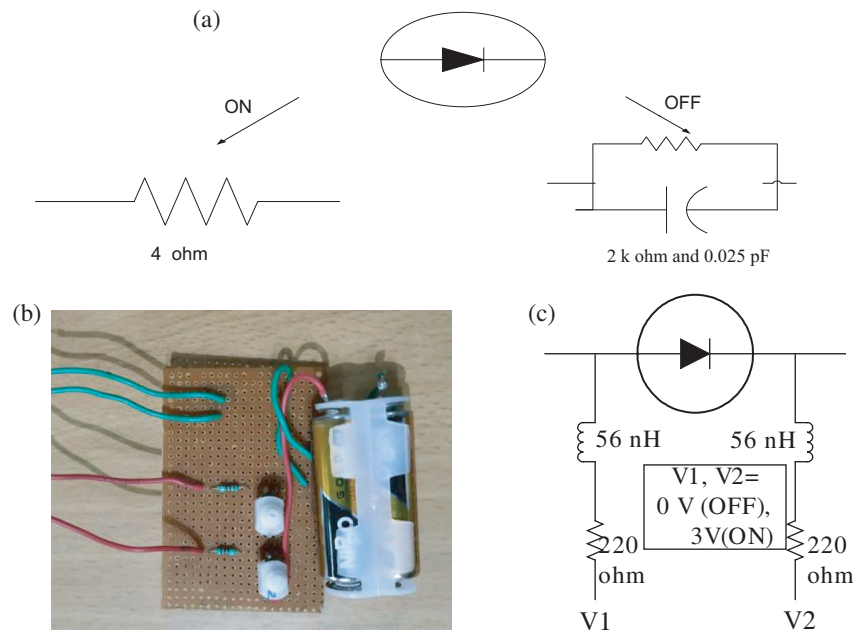 (a)
ON
OFF
4 ohm
2 k ohm and 0.025 pF
(b)
(c)
56 nH
56 nH
V1, V2=
0 V (OFF),
3V(ON)
220
ohm
220
ohm
V1
V2